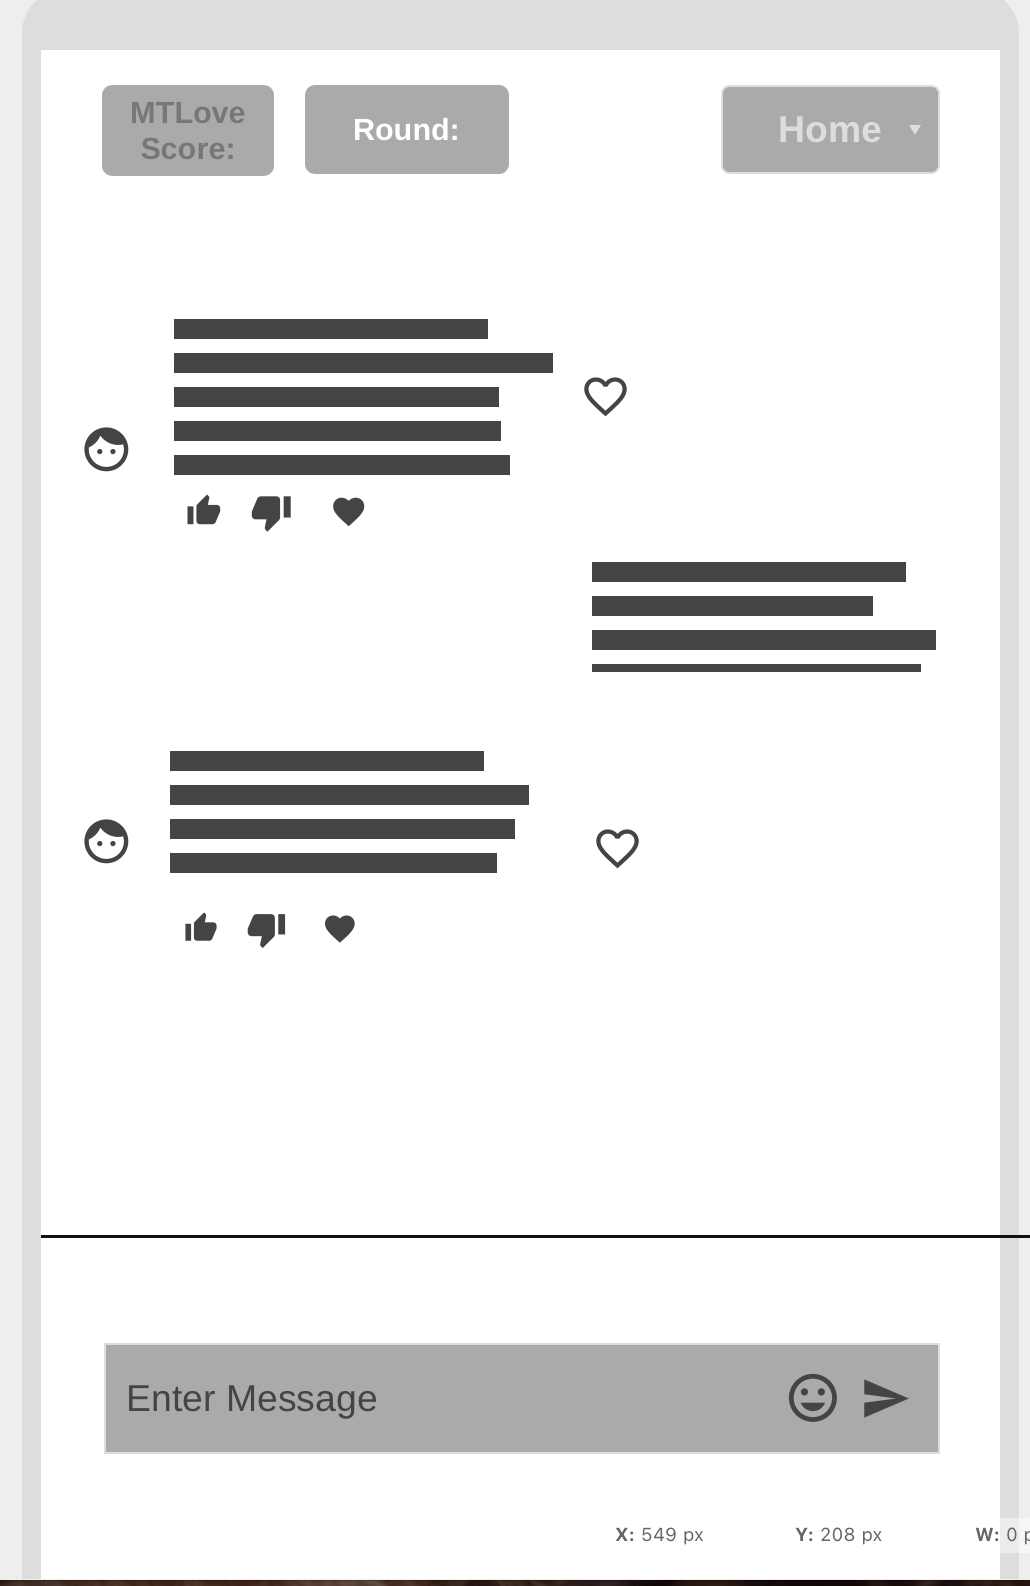 MTLove
Score:
Round:
Home
Enter Message
X: 549 px
Y: 208 px
W: 0 p